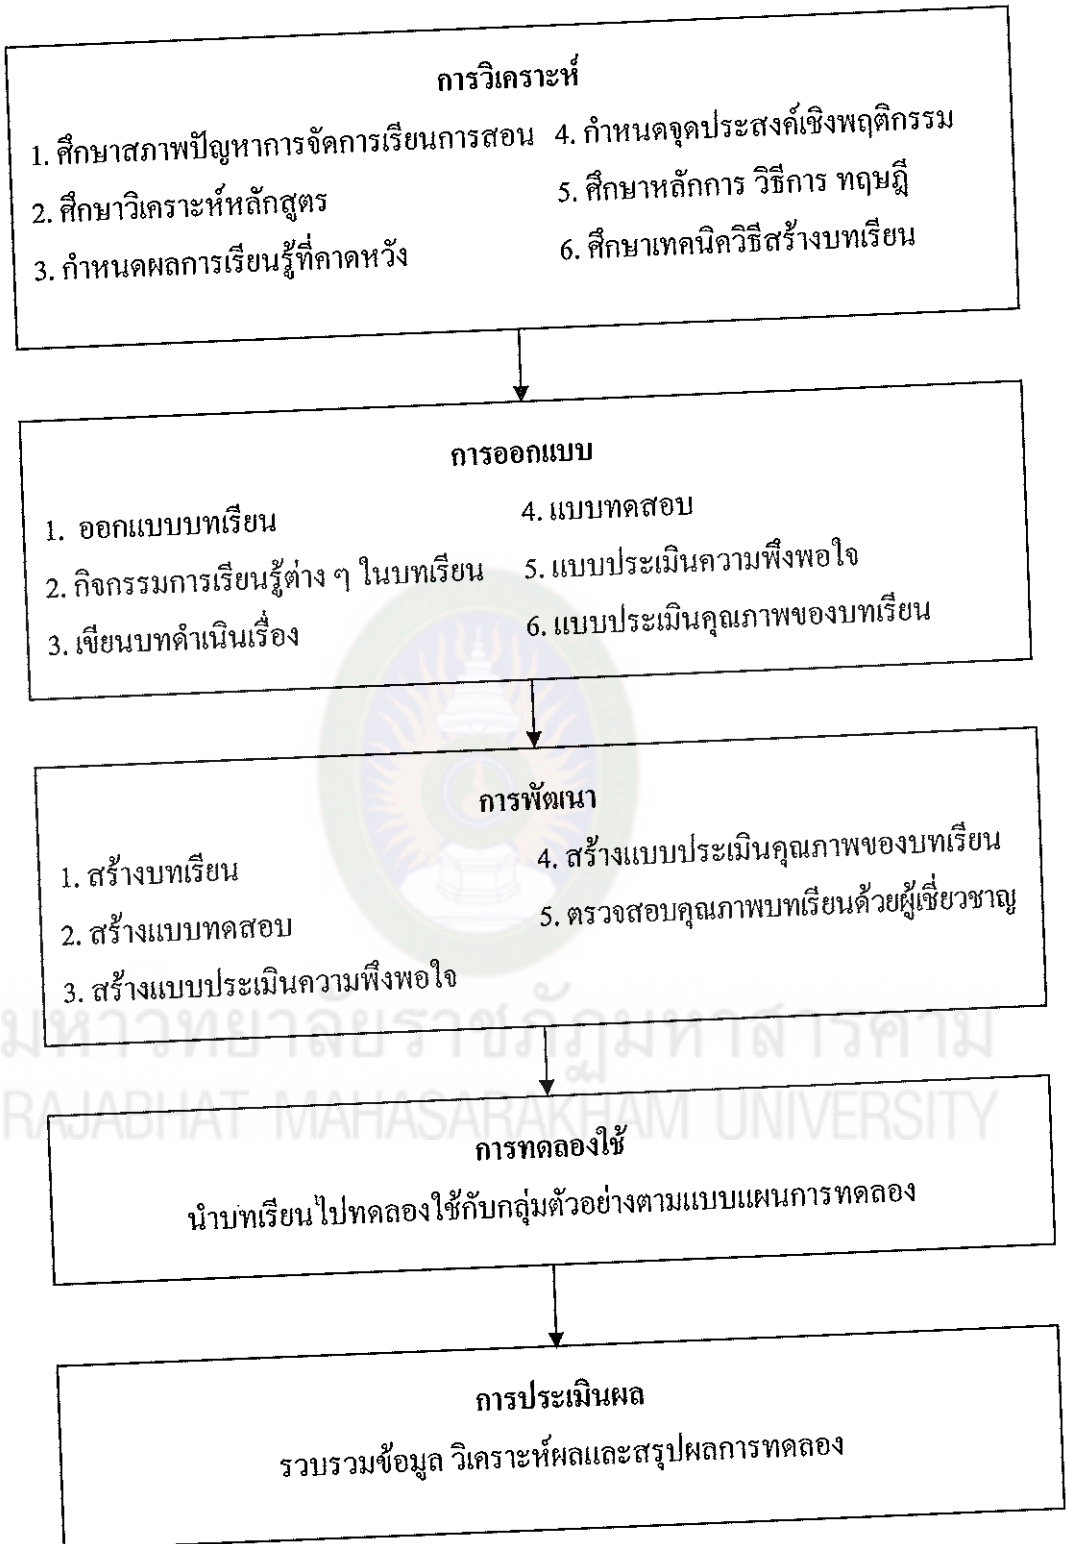 การวิเคราะห์
1. ศึกษาสภาพปัญหาการจัดการเรียนการสอน
2. ศึกษาวิเคราะห์หลักสูตร
3. กำหนดผลการเรียนรู้ที่คาดหวัง
4. กำหนดจุดประสงค์เชิงพฤติกรรม
5. ศึกษาหลักการ วิธีการ ทฤษฎี
6. ศึกษาเทคนิควิธีสร้างบทเรียน
การออกแบบ
1. ออกแบบบทเรียน
2. กิจกรรมการเรียนรู้ต่าง ๆ ในบทเรียน
3. เขียนบทดำเนินเรื่อง
4. แบบทดสอบ
5. แบบประเมินความพึงพอใจ
6. แบบประเมินคุณภาพของบทเรียน
การพัฒนา
1. สร้างบทเรียน
2. สร้างแบบทดสอบ
3. สร้างแบบประเมินความพึงพอใจ
4. สร้างแบบประเมินคุณภาพของบทเรียน
5. ตรวจสอบคุณภาพบทเรียนด้วยผู้เชี่ยวชาญ
มหาวิทยาลัยราชภัฏมหาสารคาม
RAJABHAT MAHASARAKHAM UNIVERSITY
การทดลองใช้
นำบทเรียนไปทดลองใช้กับกลุ่มตัวอย่างตามแบบแผนการทดลอง
การประเมินผล
รวบรวมข้อมูล วิเคราะห์ผลและสรุปผลการทดลอง